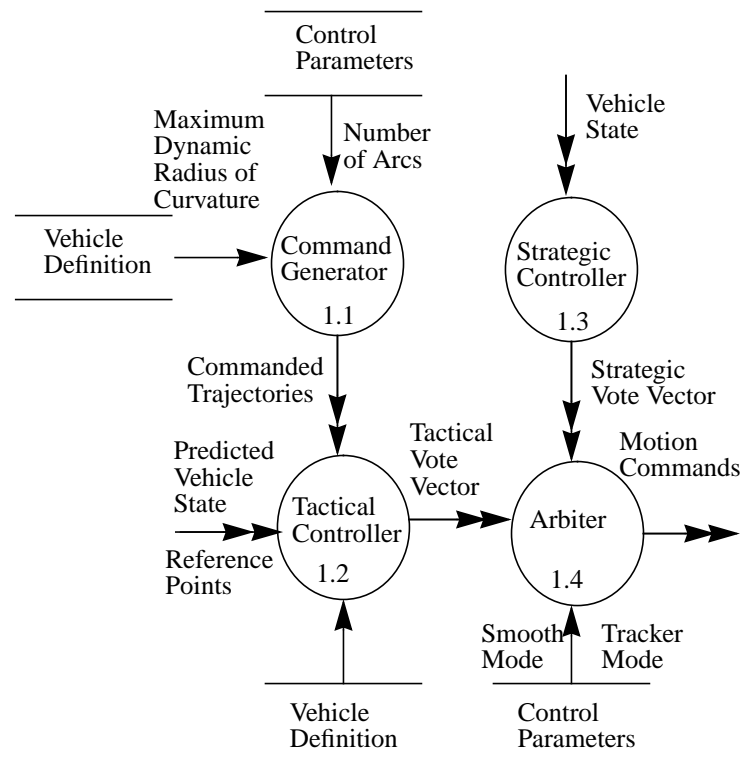 Control
Parameters
Maximum
Dynamic
Radius of
Curvature
Number
of Arcs
Vehicle
State
Vehicle
Definition
Command
Generator
1.1
Strategic
Controller
1.3
Commanded
Trajectories
Strategic
Vote Vector
Predicted
Vehicle
State
Reference
Points
Tactical
Controller
1.2
Tactical
Vote
Vector
Motion
Commands
Arbiter
1.4
Smooth
Mode
Tracker
Mode
Vehicle
Definition
Control
Parameters